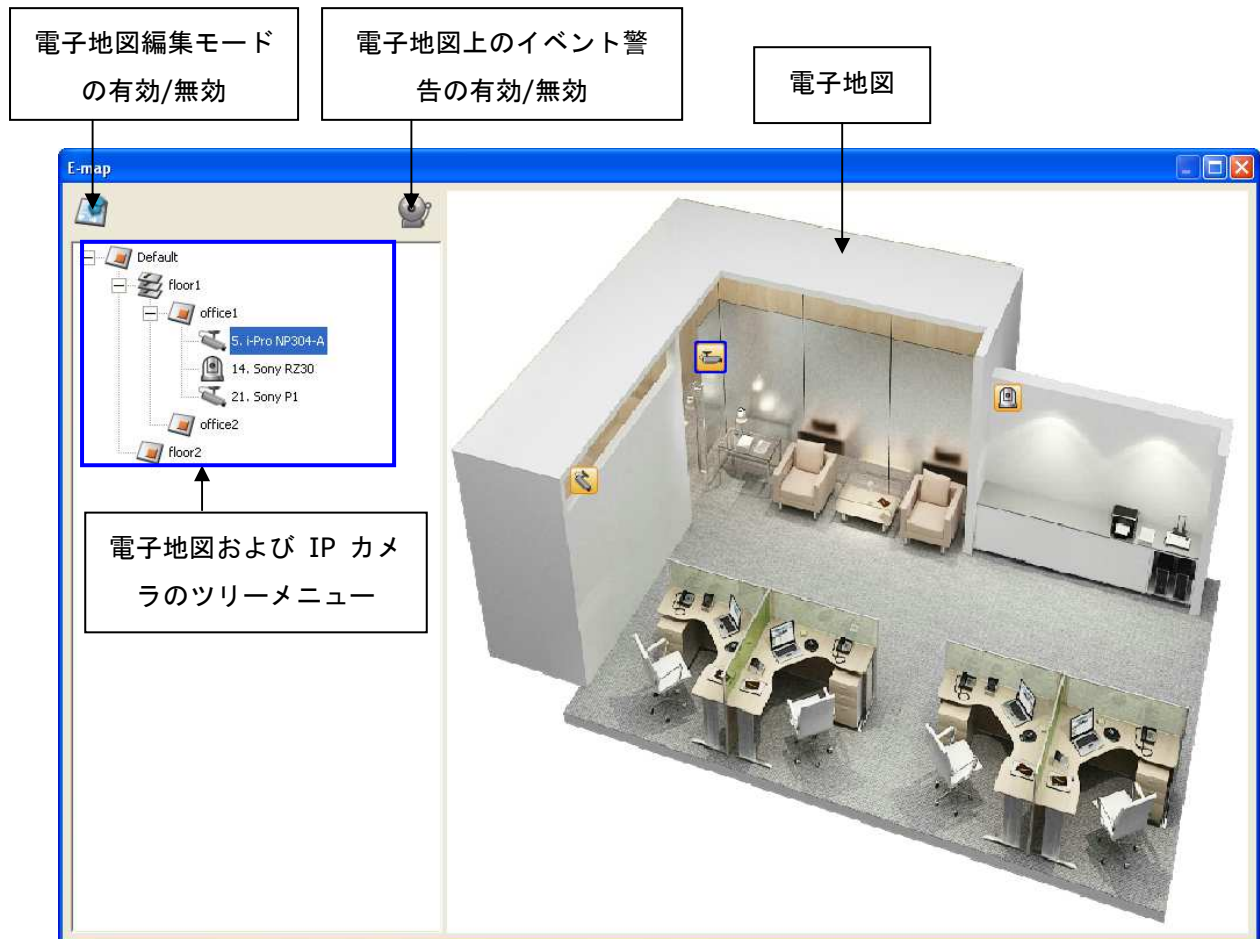 電子地図編集モード
の有効/無効
電子地図上のイベント警
告の有効/無効
電子地図
E-map
Default
floor1
office1
5. i-Pro NP304-A
14. Sony RZ30
21. Sony P1
office2
floor2
電子地図および IP カメ
ラのツリーメニュー